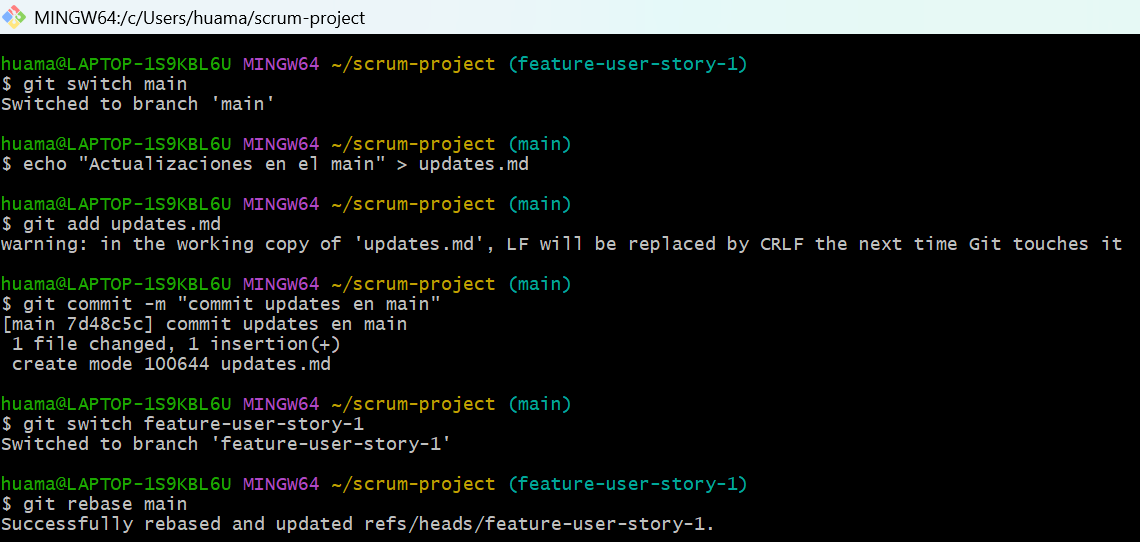 MINGW64:/c/Users/huama/scrum-project
huama@LAPTOP-1S9KBL6U MINGW64 ~/scrum-project (feature-user-story-1)
$ git switch main
Switched to branch 'main'
huama@LAPTOP-1S9KBL6U MINGW64 ~/scrum-project (main)
$ echo "Actualizaciones en el main" > updates.md
huama@LAPTOP-1S9KBL6U MINGW64 ~/scrum-project (main)
$ git add updates.md
warning: in the working copy of 'updates.md', LF will be replaced by CRLF the next time Git touches it
huama@LAPTOP-1S9KBL6U MINGW64 ~/scrum-project (main)
$ git commit -m "commit updates en main"
[main 7d48c5c] commit updates en main
 1 file changed, 1 insertion(+)
 create mode 100644 updates.md
huama@LAPTOP-1S9KBL6U MINGW64 ~/scrum-project (main)
$ git switch feature-user-story-1
Switched to branch 'feature-user-story-1'
huama@LAPTOP-1S9KBL6U MINGW64 ~/scrum-project (feature-user-story-1)
$ git rebase main
Successfully rebased and updated refs/heads/feature-user-story-1.